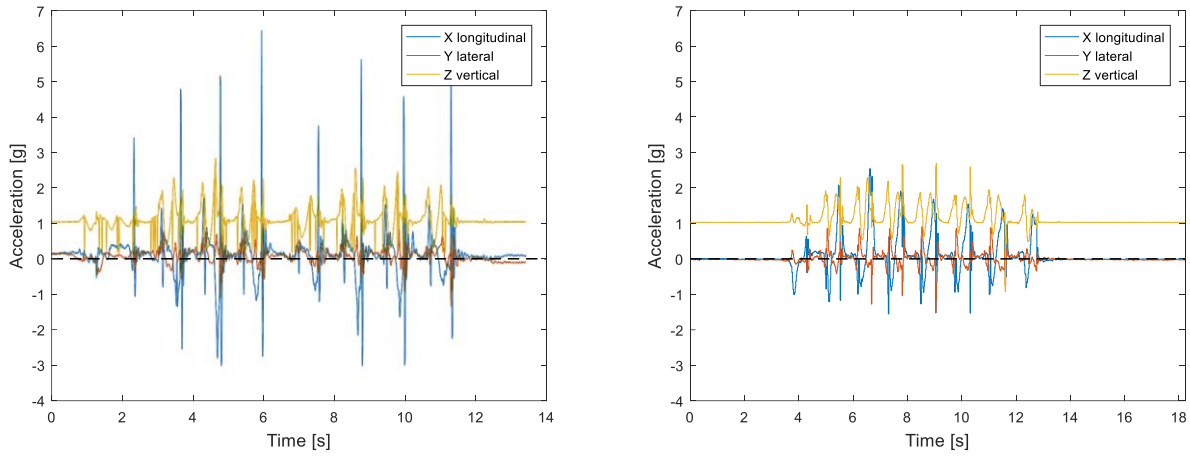 7
6
5
4
3
2
1
0
-1
-2
-3
-4
Acceleration [g]
X longitudinal
Y lateral
Z vertical
0 2 4 6 8 10 12 14
Time [s]
7
6
5
4
3
2
1
0
-1
-2
-3
-4
Acceleration [g]
X longitudinal
Y lateral
Z vertical
0 2 4 6 8 10 12 14 16 18
Time [s]